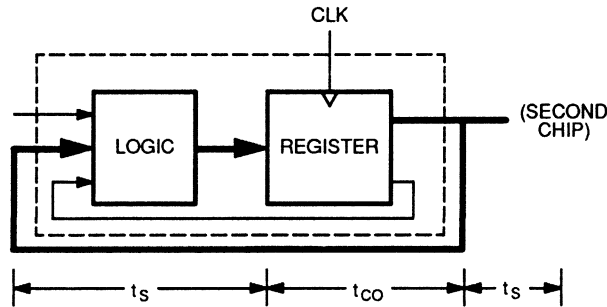 CLK
(SECOND
CHIP)
LOGIC
REGISTER
tS
tCO
tS